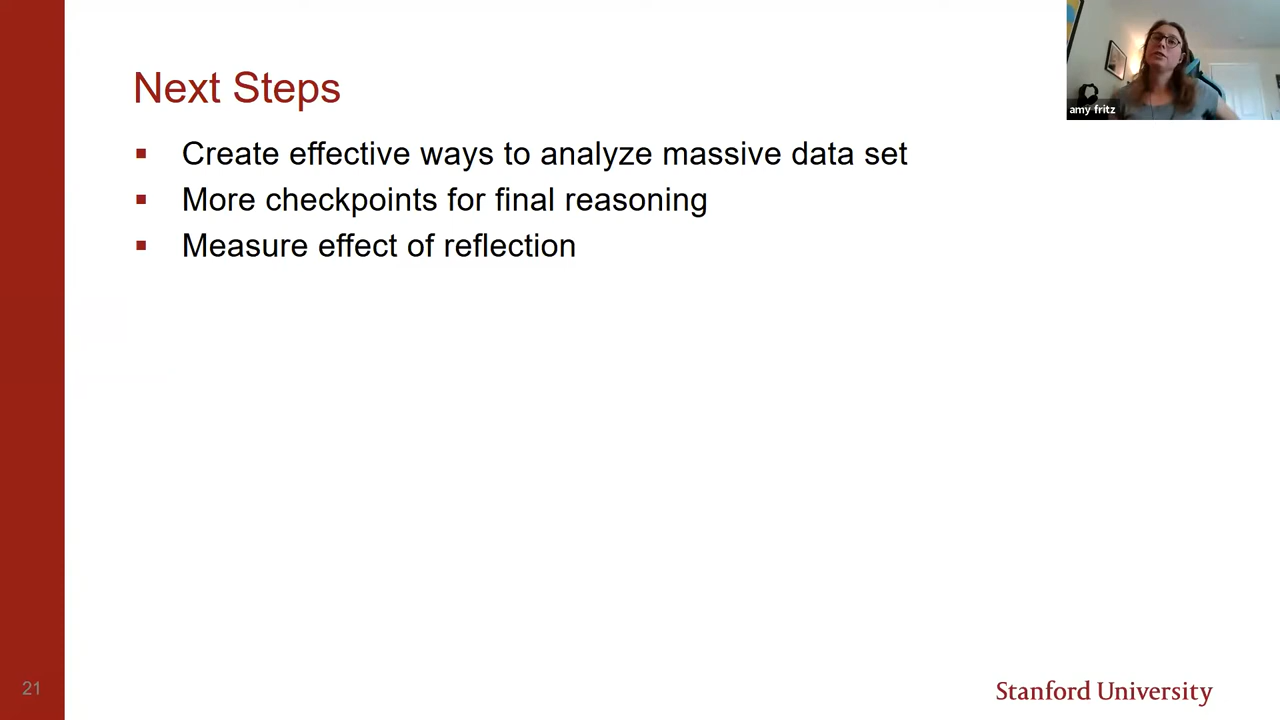 Next Steps
Create effective ways to analyze massive data set
More checkpoints for final reasoning
Measure effect of reflection
amy fritz
21
Stanford University